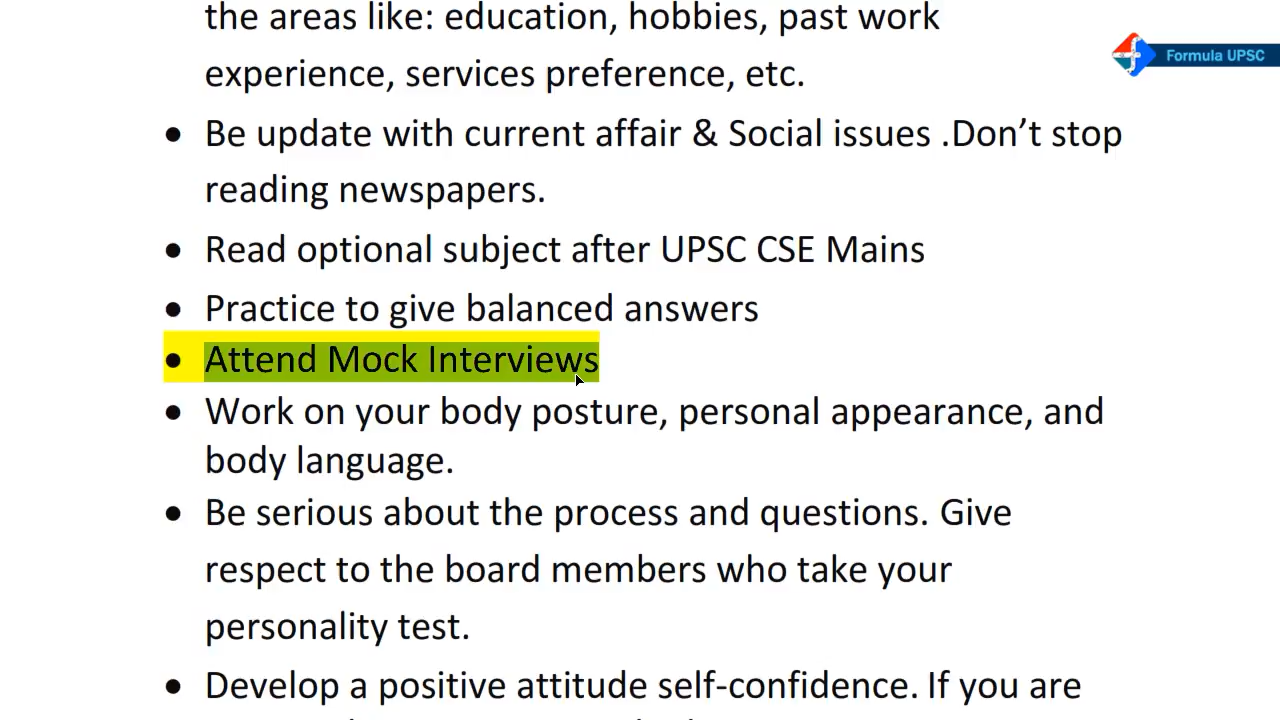 the areas like: education, hobbies, past work
Formula UPSC
experience, services preference, etc.
• Be update with current affair & Social issues .Don’t stop
reading newspapers.
• Read optional subject after UPSC CSE Mains
• Practice to give balanced answers
• Attend Mock Interviews
• Work on your body posture, personal appearance, and
body language.
• Be serious about the process and questions. Give
respect to the board members who take your
personality test.
• Develop a positive attitude self-confidence. If you are